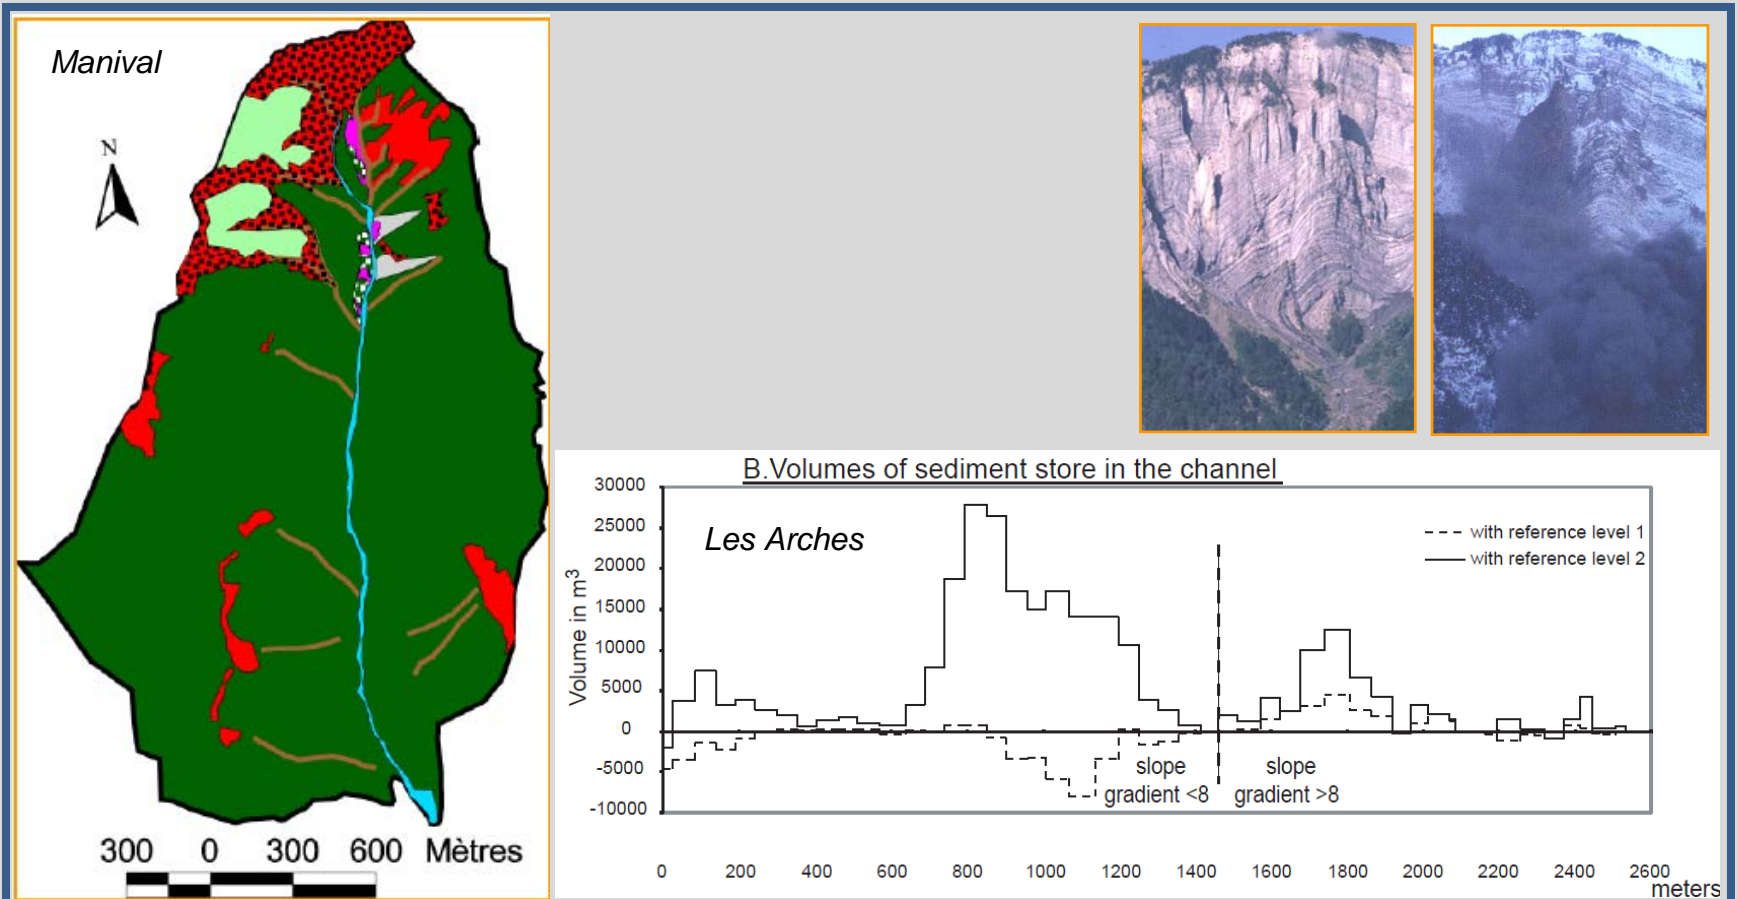 Manival
N
300 0 300 600 Mètres
B.Volumes of sediment store in the channel
Les Arches
with reference level 1
with reference level 2
Volume in m³
30000
25000
20000
15000
10000
5000
0
-5000
-10000
slope
gradient <8
slope
gradient >8
0 200 400 600 800 1000 1200 1400 1600 1800 2000 2200 2400 2600
meters